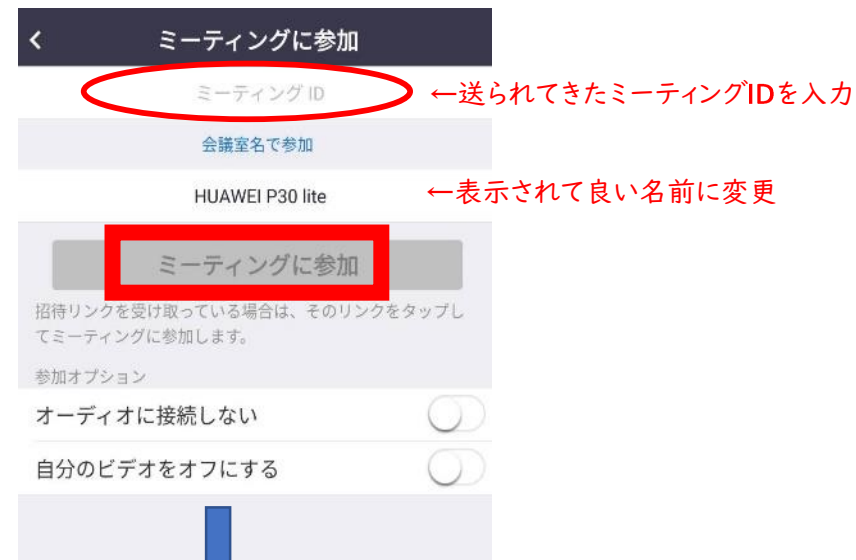 ミーティングに参加
ミーティング ID
←送られてきたミーティングIDを入力
会議室名で参加
HUAWEI P30 lite
←表示されて良い名前に変更
ミーティングに参加
招待リンクを受け取っている場合は、そのリンクをタップし
てミーティングに参加します。
参加オプション
オーディオに接続しない
自分のビデオをオフにする